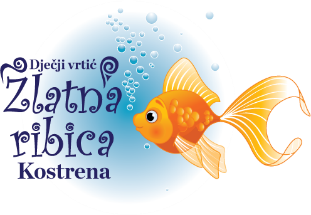 Dječji vrtić
Zlatna
ribica
Kostrena